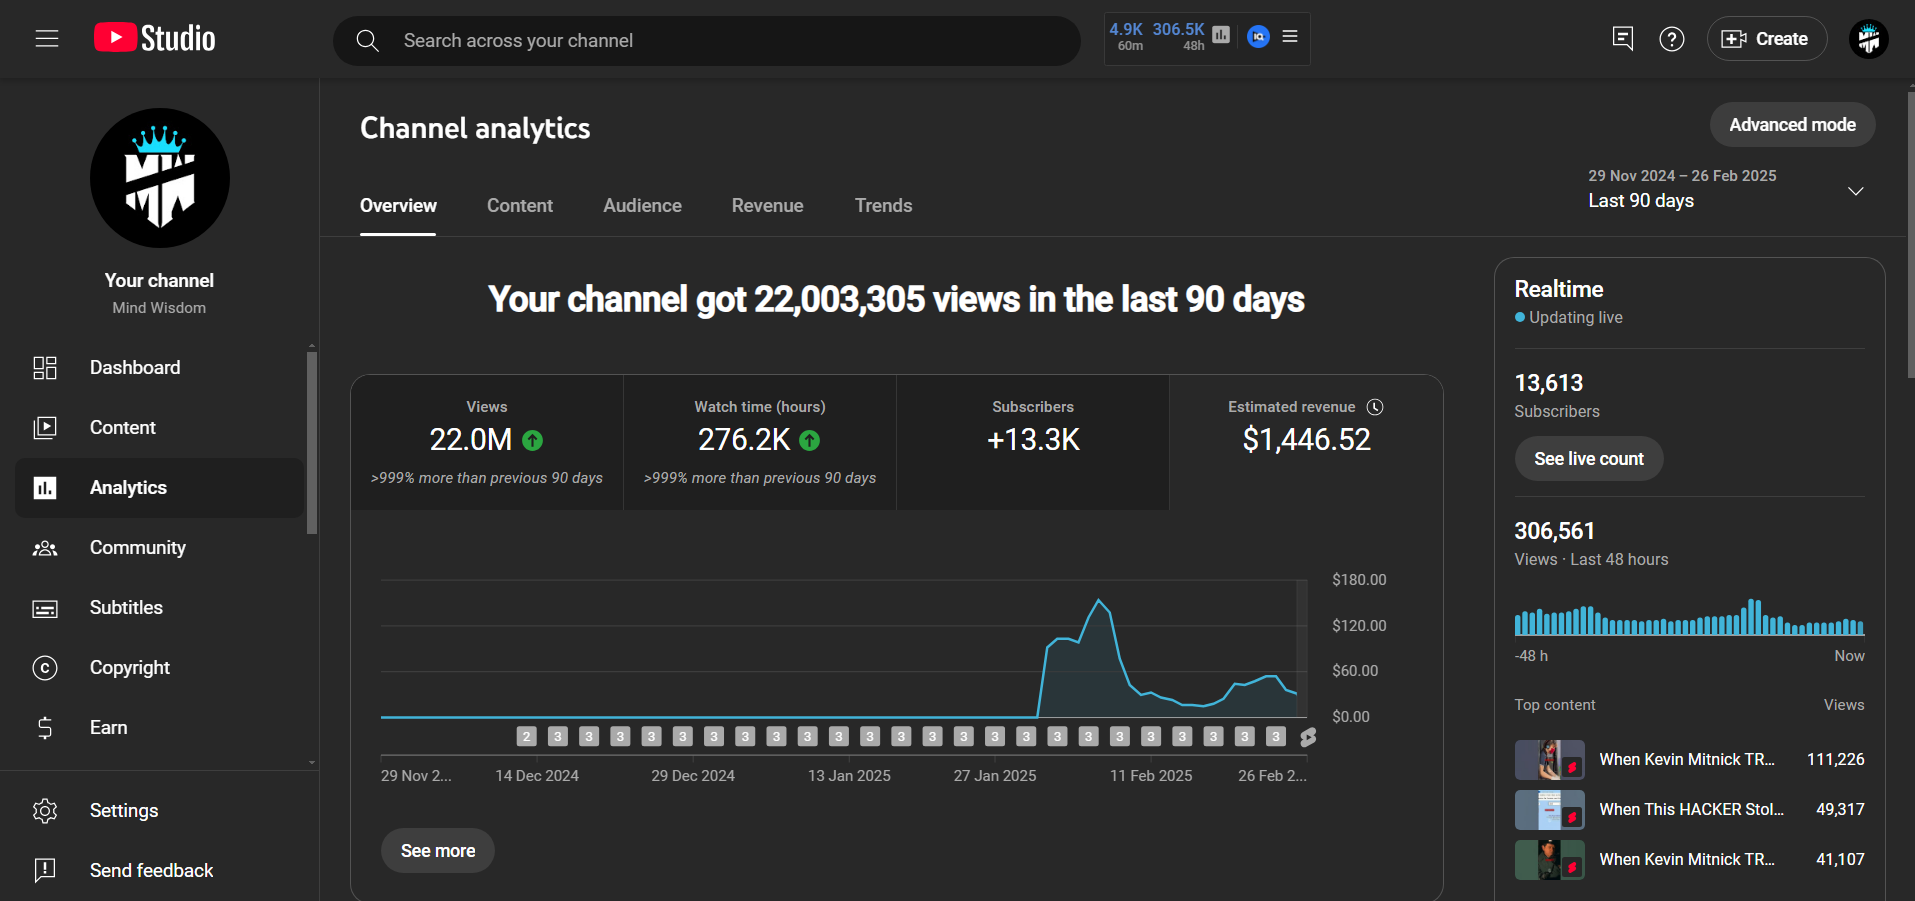 Studio
Search across your channel
4.9K 306.5K
60m 48h
IQ
Create
MW
Your channel
Mind Wisdom
Dashboard
Content
Analytics
Community
Subtitles
Copyright
Earn
Settings
Send feedback
Channel analytics
Advanced mode
29 Nov 2024 – 26 Feb 2025
Last 90 days
Overview Content Audience Revenue Trends
Your channel got 22,003,305 views in the last 90 days
Views
22.0M
>999% more than previous 90 days
Watch time (hours)
276.2K
>999% more than previous 90 days
Subscribers
+13.3K
Estimated revenue
$1,446.52
$180.00
$120.00
$60.00
$0.00
2 3 3 3 3 3 3 3 3 3 3 3 3 3 3 3 3 3 3 3 3 3 3 3 3
29 Nov 2... 14 Dec 2024 29 Dec 2024 13 Jan 2025 27 Jan 2025 11 Feb 2025 26 Feb 2...
See more
Realtime
Updating live
13,613
Subscribers
See live count
306,561
Views · Last 48 hours
-48 h Now
Top content Views
When Kevin Mitnick TR... 111,226
When This HACKER Stol... 49,317
When Kevin Mitnick TR... 41,107